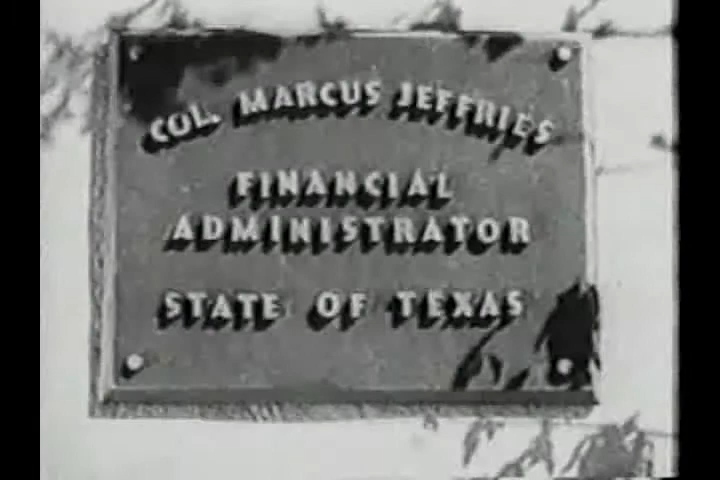 COL. MARCUS JEFFRIES
FINANCIAL
ADMINISTRATOR
STATE OF TEXAS